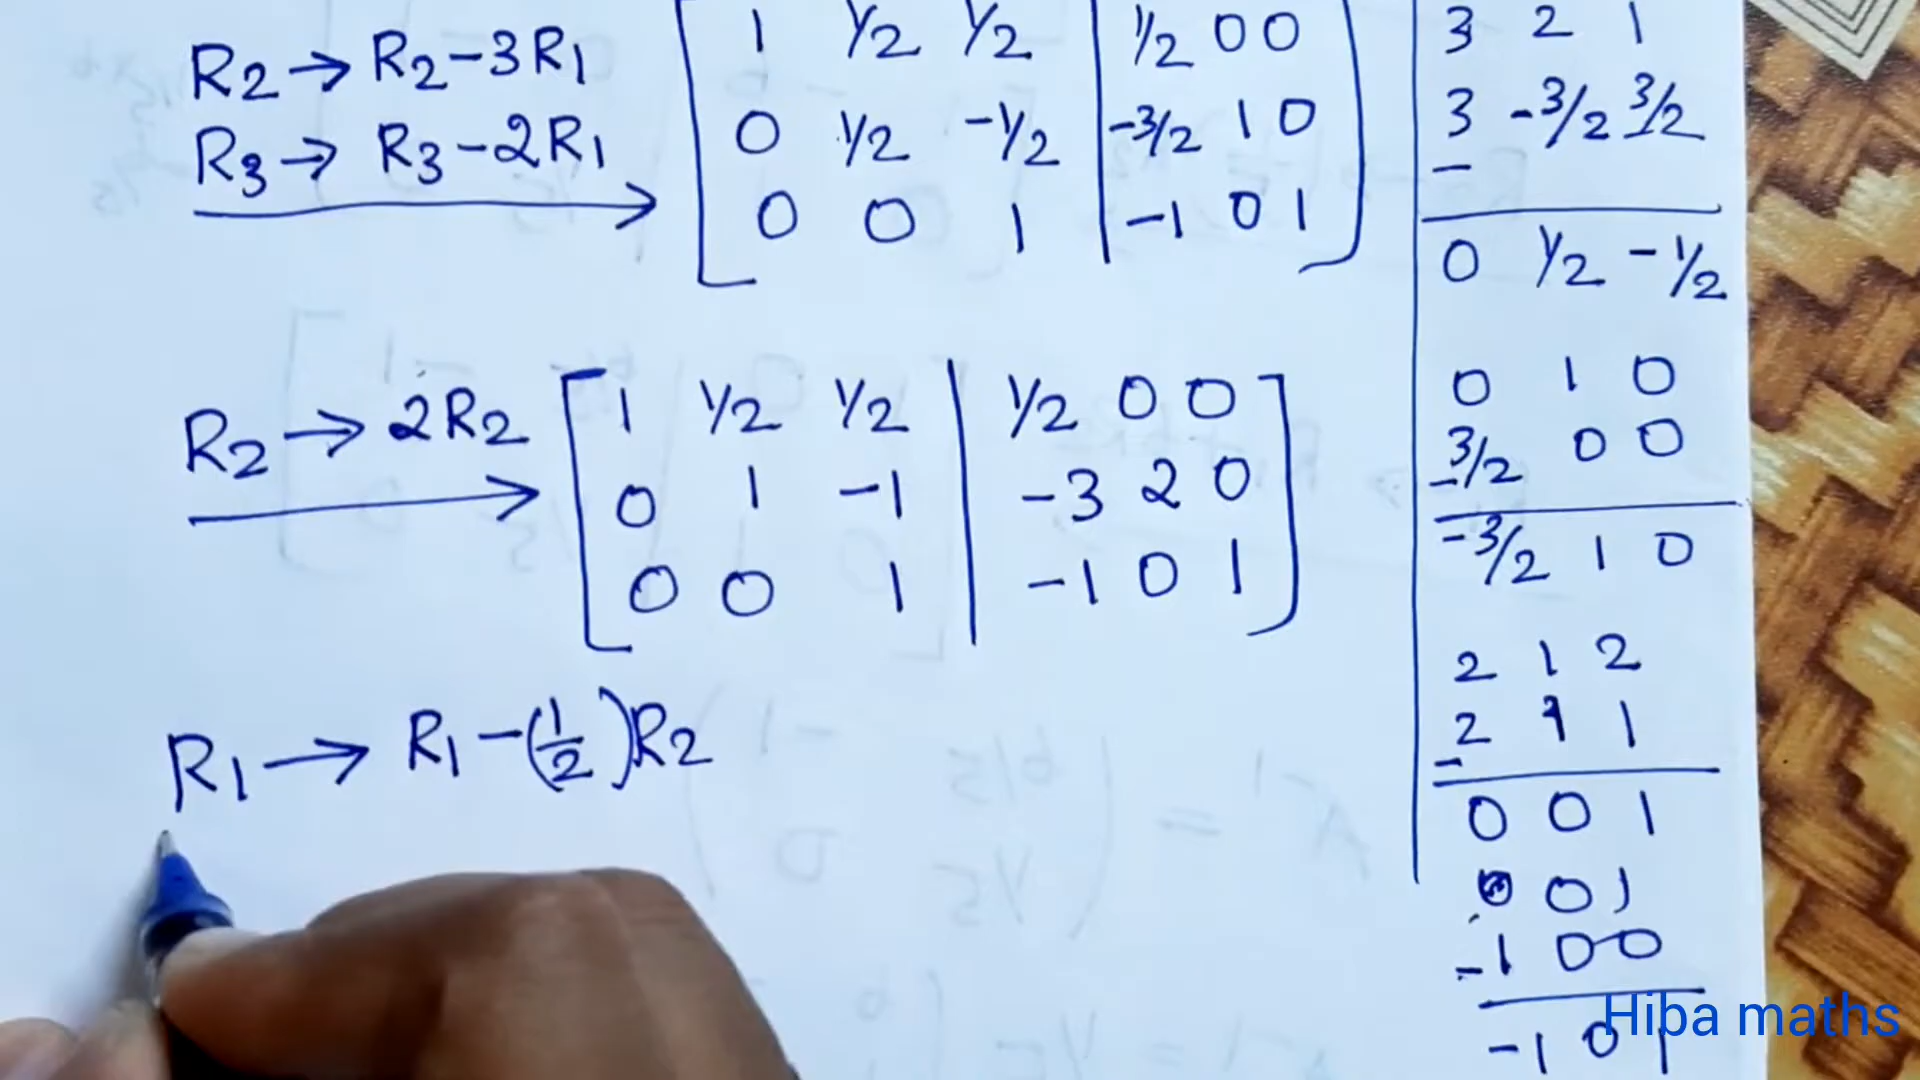 R2 → R2-3R1
R3 → R3-2R1
1 1/2 1/2 | 1/2 0 0
0 1/2 -1/2 | -3/2 1 0
0 0 1 | -1 0 1
R2 → 2R2
1 1/2 1/2 | 1/2 0 0
0 1 -1 | -3 2 0
0 0 1 | -1 0 1
R1 → R1-(1/2)R2
3 2 1
3 -3/2 3/2
-
0 1/2 -1/2
0 1 0
-3/2 0 0
-3/2 1 0
2 1 2
2 1 1
-
0 0 1
0 0 1
-1 0 0
-1 0 1
Hiba maths